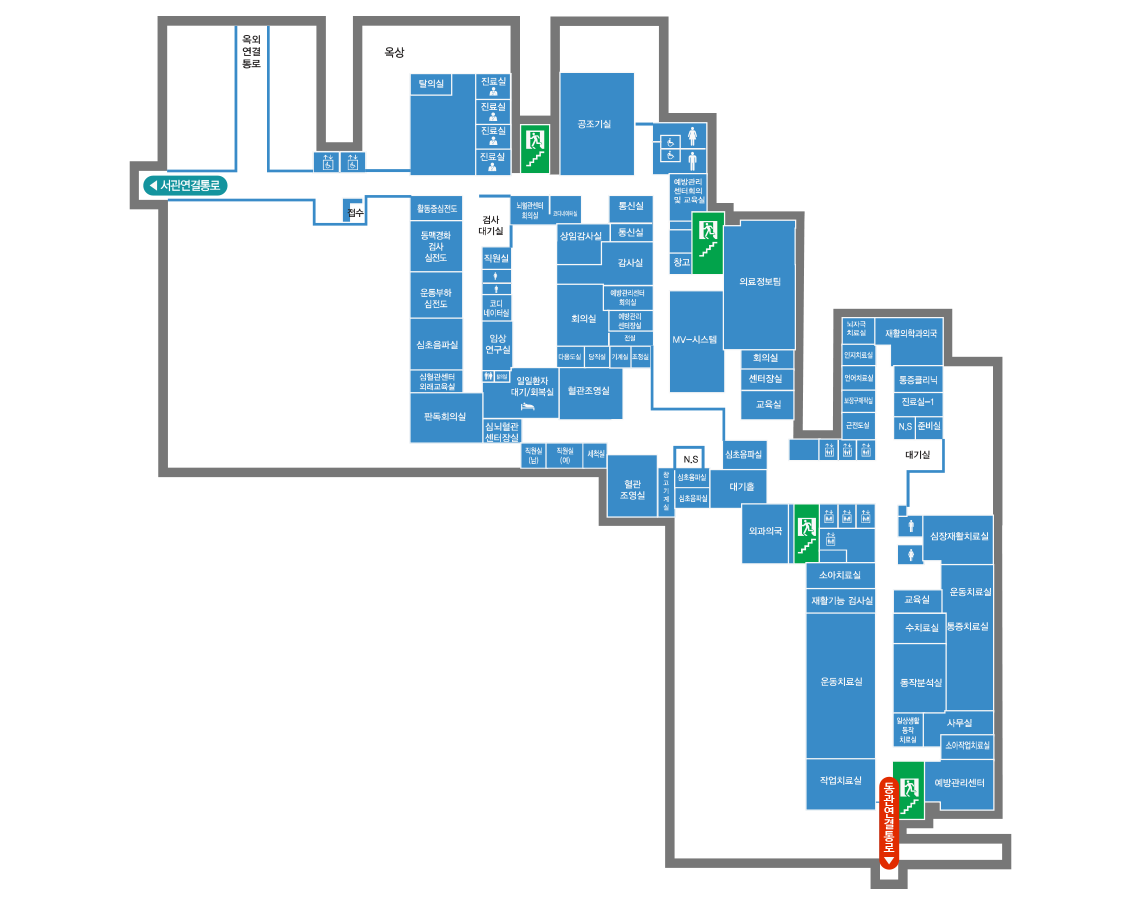 옥외
연결
통로
옥상
탈의실
진료실
진료실
진료실
진료실
공조기실
서관연결통로
접수
예방관리
센터회의
및 교육실
창고
활동중심전도
동맥경화
검사
심전도
운동부하
심전도
심초음파실
심혈관센터
외래교육실
판독회의실
검사
대기실
직원실
코디
네이터실
임상
연구실
뇌혈관센터
회의실
코디네이터실
상임감사실
통신실
통신실
감사실
예방관리센터
회의실
회의실
예방관리
센터장실
전실
다용도실
당직실
기계실
조정실
일일환자
대기/회복실
혈관조영실
심뇌혈관
센터장실
직원실
(남)
직원실
(여)
세척실
의료정보팀
MV-시스템
회의실
센터장실
교육실
혈관
조영실
창
고
기
계
실
N.S
심초음파실
심초음파실
심초음파실
대기홀
뇌자극
치료실
재활의학과의국
인지치료실
언어치료실
보장구제작실
근전도실
통증클리닉
진료실-1
N.S
준비실
대기실
외과의국
소아치료실
재활기능 검사실
운동치료실
작업치료실
심장재활치료실
운동치료실
통증치료실
교육실
수치료실
동작분석실
일상생활
동작
치료실
사무실
소아작업치료실
예방관리센터
동관연결통로